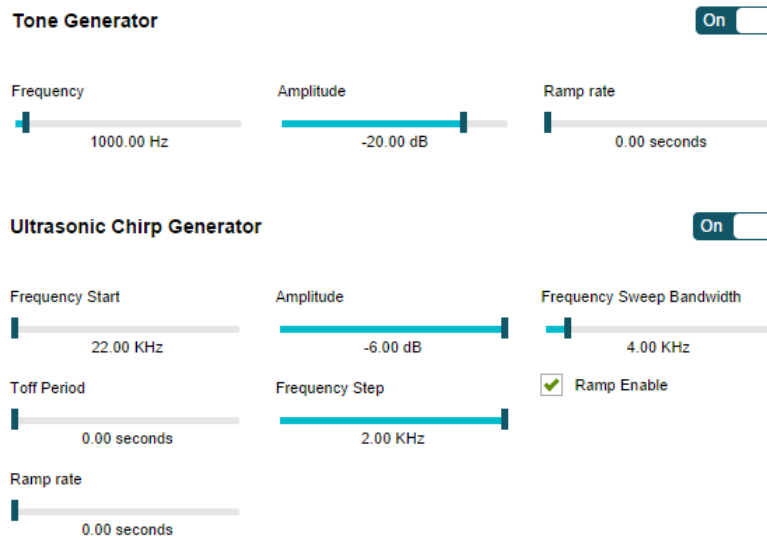 Tone Generator
On
Frequency
Amplitude
Ramp rate
1000.00 Hz
-20.00 dB
0.00 seconds
Ultrasonic Chirp Generator
On
Frequency Start
Amplitude
Frequency Sweep Bandwidth
22.00 KHz
-6.00 dB
4.00 KHz
Toff Period
Frequency Step
Ramp Enable
0.00 seconds
2.00 KHz
Ramp rate
0.00 seconds